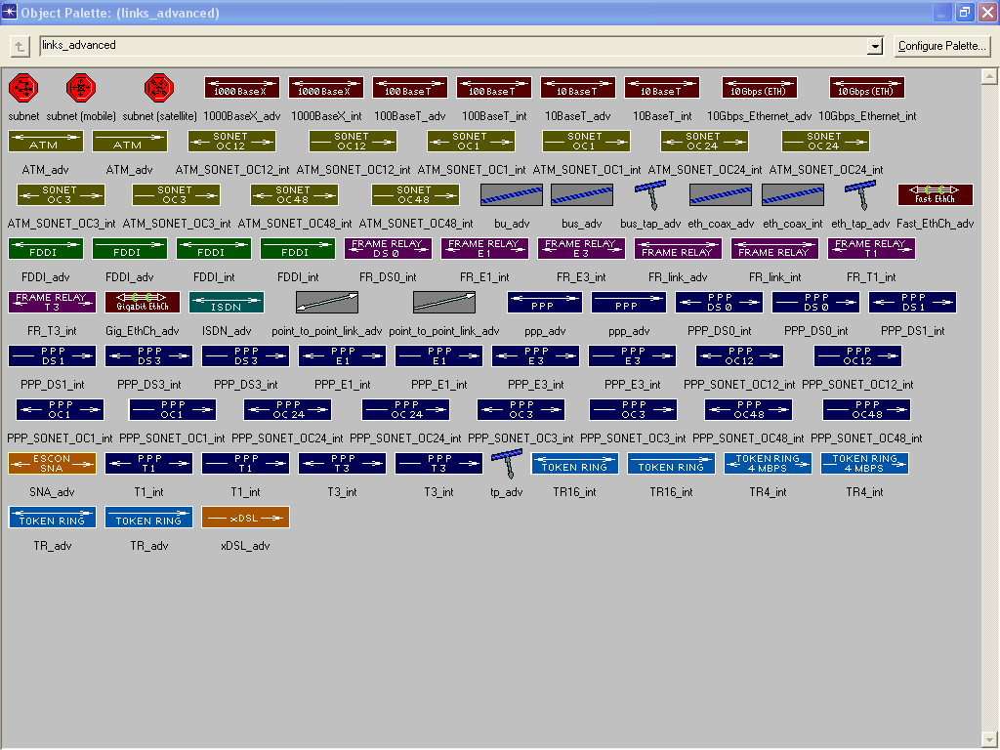 Object Palette: (links_advanced)
links_advanced Configure Palette...
1000BaseX 1000BaseX 100BaseT 100BaseT 10BaseT 10BaseT 10Gbps (ETH) 10Gbps (ETH)
subnet subnet (mobile) subnet (satellite) 1000BaseX_adv 1000BaseX_int 100BaseT_adv 100BaseT_int 10BaseT_adv 10BaseT_int 10Gbps_Ethernet_adv 10Gbps_Ethernet_int
ATM ATM SONET OC12 SONET OC12 SONET OC1 SONET OC1 SONET OC24 SONET OC24
ATM_adv ATM_adv ATM_SONET_OC12_int ATM_SONET_OC12_int ATM_SONET_OC1_int ATM_SONET_OC1_int ATM_SONET_OC24_int ATM_SONET_OC24_int
SONET OC3 SONET OC3 SONET OC48 SONET OC48 Fast EthCh
ATM_SONET_OC3_int ATM_SONET_OC3_int ATM_SONET_OC48_int ATM_SONET_OC48_int bu_adv bus_adv bus_tap_adv eth_coax_adv eth_coax_int eth_tap_adv Fast_EthCh_adv
FDDI FDDI FDDI FDDI FRAME RELAY DS0 FRAME RELAY E1 FRAME RELAY E3 FRAME RELAY FRAME RELAY FRAME RELAY T1
FDDI_adv FDDI_adv FDDI_int FDDI_int FR_DS0_int FR_E1_int FR_E3_int FR_link_adv FR_link_int FR_T1_int
FRAME RELAY T3 Gigabit EthCh ISDN PPP PPP PPP DS0 PPP DS0 PPP DS1
FR_T3_int Gig_EthCh_adv ISDN_adv point_to_point_link_adv point_to_point_link_adv ppp_adv ppp_adv PPP_DS0_int PPP_DS0_int PPP_DS1_int
PPP DS1 PPP DS3 PPP DS3 PPP E1 PPP E1 PPP E3 PPP E3 PPP OC12 PPP OC12
PPP_DS1_int PPP_DS3_int PPP_DS3_int PPP_E1_int PPP_E1_int PPP_E3_int PPP_E3_int PPP_SONET_OC12_int PPP_SONET_OC12_int
PPP OC1 PPP OC1 PPP OC24 PPP OC24 PPP OC3 PPP OC3 PPP OC48 PPP OC48
PPP_SONET_OC1_int PPP_SONET_OC1_int PPP_SONET_OC24_int PPP_SONET_OC24_int PPP_SONET_OC3_int PPP_SONET_OC3_int PPP_SONET_OC48_int PPP_SONET_OC48_int
ESCON SNA PPP T1 PPP T1 PPP T3 PPP T3 TOKEN RING TOKEN RING TOKEN RING 4 MBPS TOKEN RING 4 MBPS
SNA_adv T1_int T1_int T3_int T3_int tp_adv TR16_int TR16_int TR4_int TR4_int
TOKEN RING TOKEN RING xDSL
TR_adv TR_adv xDSL_adv